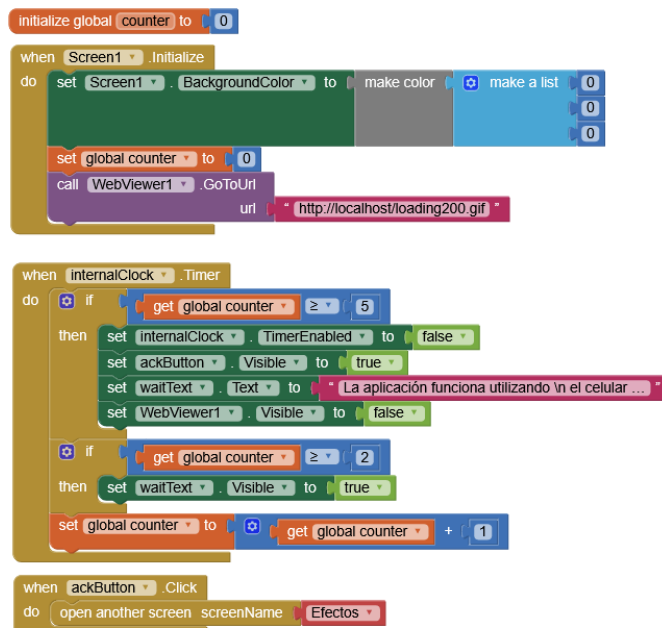 initialize global counter to 0
when Screen1 .Initialize
do set Screen1 . BackgroundColor to make color make a list 0
0
0
set global counter to 0
call WebViewer1 .GoToUrl
url " http://localhost/loading200.gif "
when internalClock .Timer
do if get global counter ≥ 5
then set internalClock . TimerEnabled to false
set ackButton . Visible to true
set waitText . Text to " La aplicación funciona utilizando \n el celular ... "
set WebViewer1 . Visible to false
if get global counter ≥ 2
then set waitText . Visible to true
set global counter to get global counter + 1
when ackButton .Click
do open another screen screenName Efectos